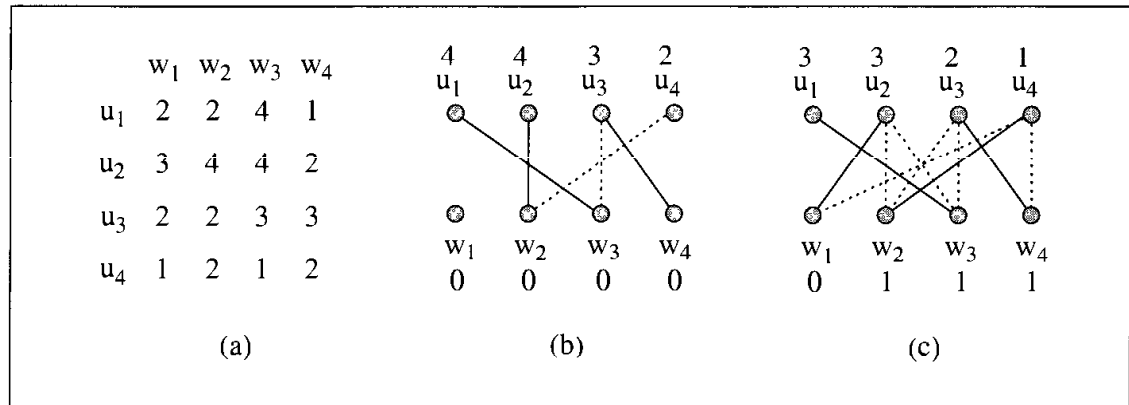 w1 w2 w3 w4
u1 2 2 4 1
u2 3 4 4 2
u3 2 2 3 3
u4 1 2 1 2
(a)
4 4 3 2
u1 u2 u3 u4
w1 w2 w3 w4
0 0 0 0
(b)
3 3 2 1
u1 u2 u3 u4
w1 w2 w3 w4
0 1 1 1
(c)